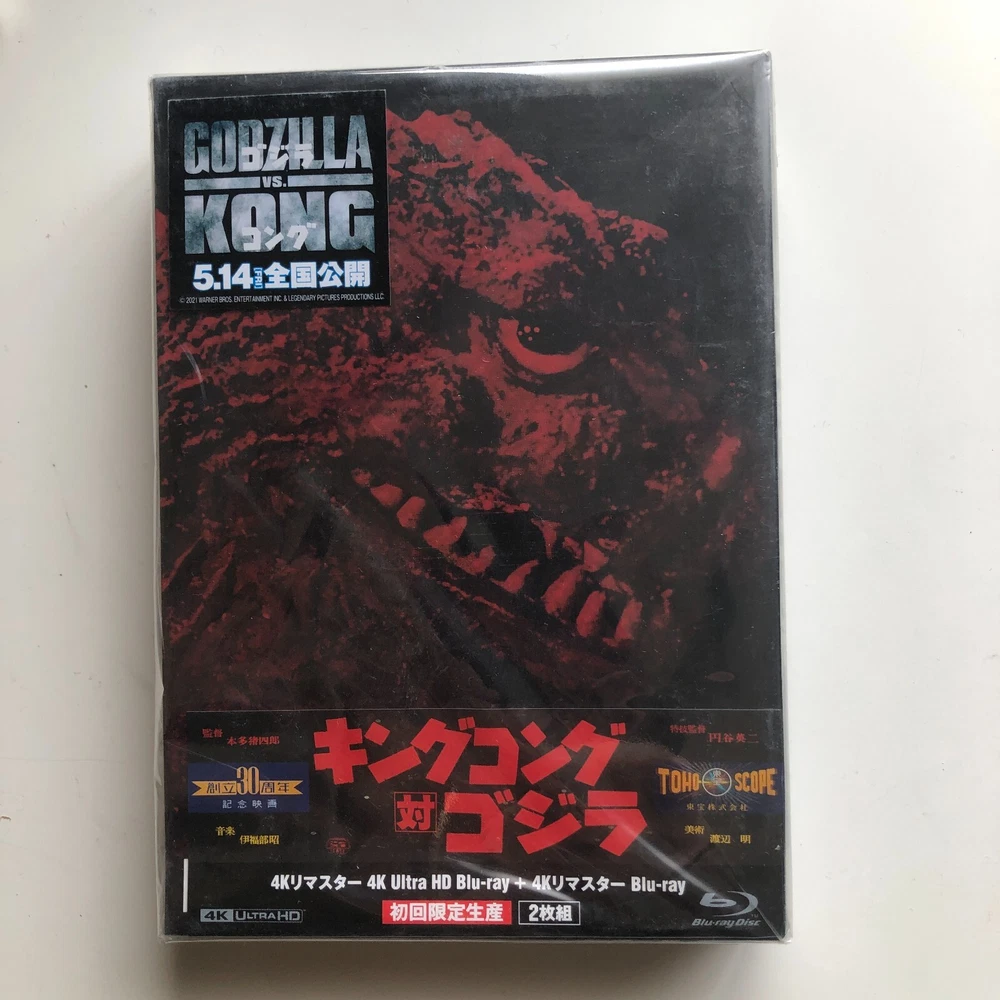 GODZILLA
ゴジラ
VS.
KONG
コング
5.14[FRI]全国公開
© 2021 WARNER BROS. ENTERTAINMENT INC. & LEGENDARY PICTURES PRODUCTIONS LLC
監督 本多猪四郎
特技監督 円谷英二
キングコング
対 ゴジラ
創立30周年
記念映画
TOHO SCOPE
東宝株式会社
音楽 伊福部昭
美術 渡辺 明
4Kリマスター 4K Ultra HD Blu-ray + 4Kリマスター Blu-ray
初回限定生産 2枚組
4K ULTRA HD
Blu-ray Disc